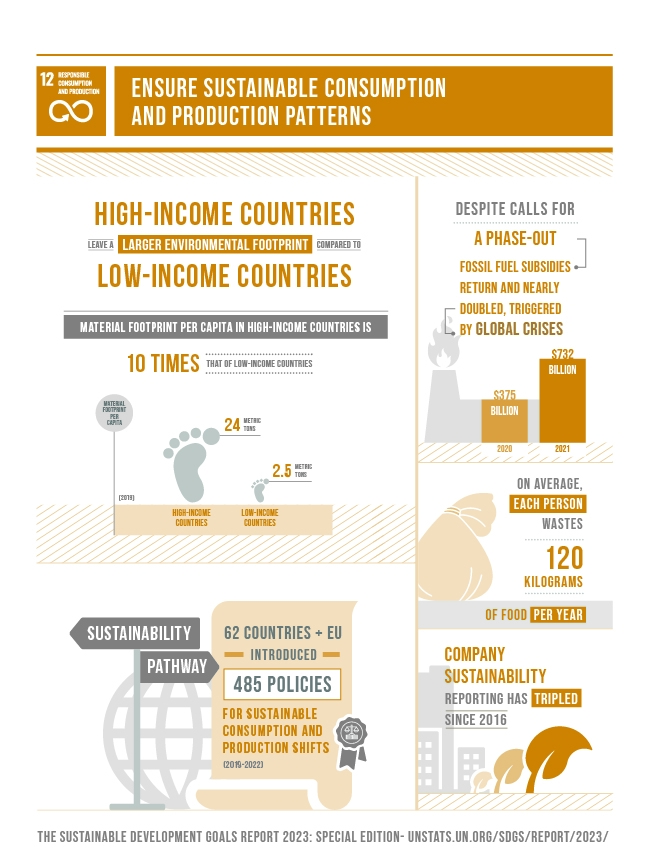 12 RESPONSIBLE
CONSUMPTION
AND PRODUCTION
ENSURE SUSTAINABLE CONSUMPTION
AND PRODUCTION PATTERNS
HIGH-INCOME COUNTRIES
LEAVE A LARGER ENVIRONMENTAL FOOTPRINT COMPARED TO
LOW-INCOME COUNTRIES
MATERIAL FOOTPRINT PER CAPITA IN HIGH-INCOME COUNTRIES IS
10 TIMES THAT OF LOW-INCOME COUNTRIES
MATERIAL
FOOTPRINT
PER
CAPITA
24 METRIC
TONS
2.5 METRIC
TONS
(2019)
HIGH-INCOME
COUNTRIES
LOW-INCOME
COUNTRIES
DESPITE CALLS FOR
A PHASE-OUT
FOSSIL FUEL SUBSIDIES
RETURN AND NEARLY
DOUBLED, TRIGGERED
BY GLOBAL CRISES
$732
BILLION
$375
BILLION
2020
2021
ON AVERAGE,
EACH PERSON
WASTES
120
KILOGRAMS
OF FOOD PER YEAR
SUSTAINABILITY
PATHWAY
62 COUNTRIES + EU
INTRODUCED
485 POLICIES
FOR SUSTAINABLE
CONSUMPTION AND
PRODUCTION SHIFTS
(2019-2022)
COMPANY
SUSTAINABILITY
REPORTING HAS TRIPLED
SINCE 2016
THE SUSTAINABLE DEVELOPMENT GOALS REPORT 2023: SPECIAL EDITION- UNSTATS.UN.ORG/SDGS/REPORT/2023/